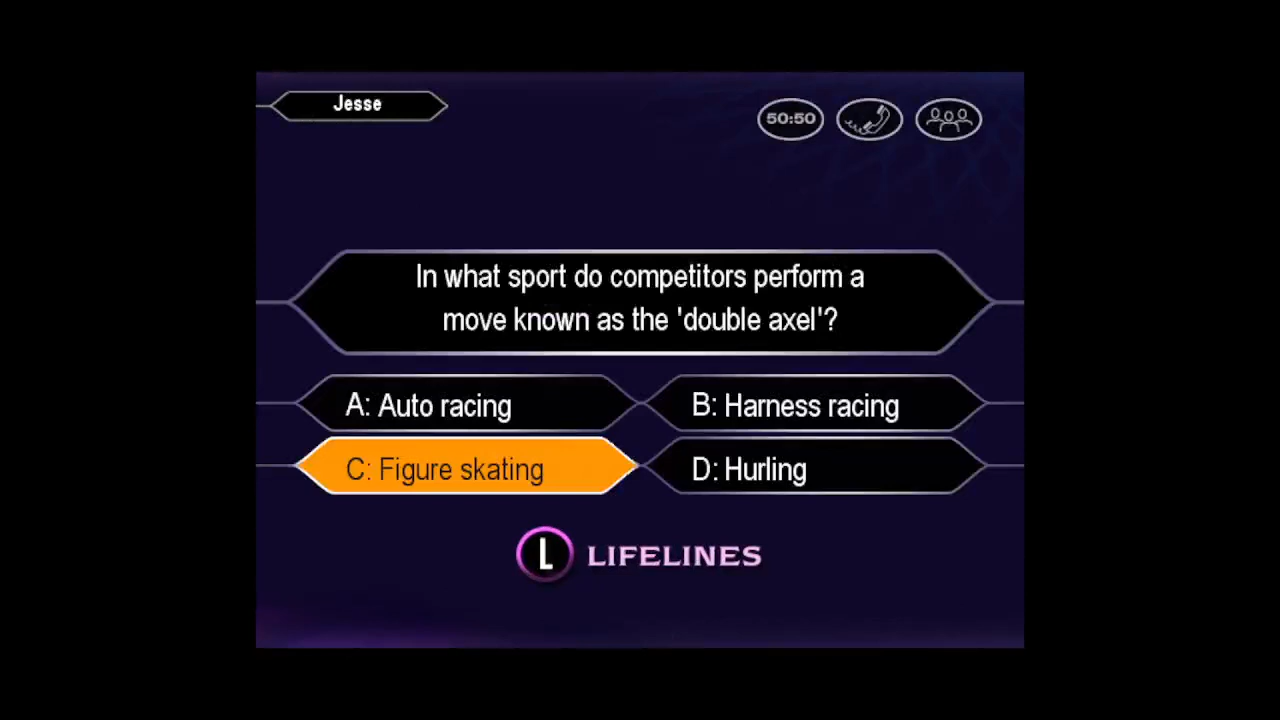 Jesse
50:50
In what sport do competitors perform a
move known as the 'double axel'?
A: Auto racing
B: Harness racing
C: Figure skating
D: Hurling
L LIFELINES